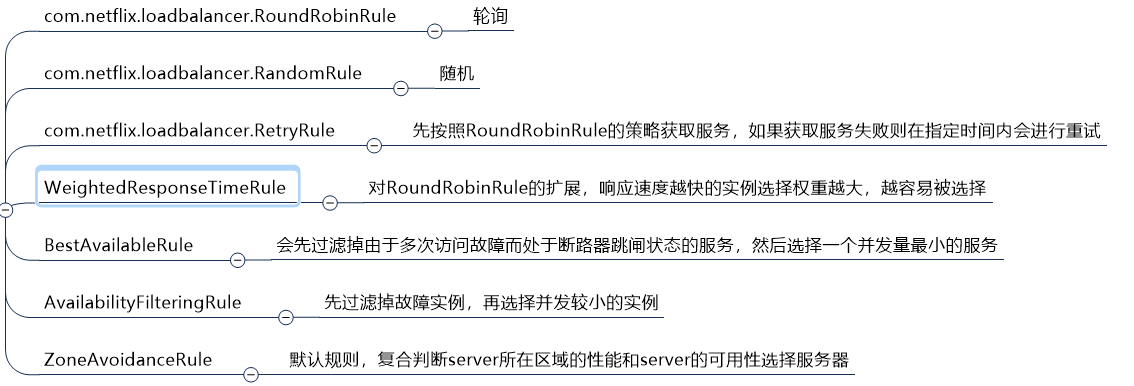 com.netflix.loadbalancer.RoundRobinRule 轮询
com.netflix.loadbalancer.RandomRule 随机
com.netflix.loadbalancer.RetryRule 先按照RoundRobinRule的策略获取服务，如果获取服务失败则在指定时间内会进行重试
WeightedResponseTimeRule 对RoundRobinRule的扩展，响应速度越快的实例选择权重越大，越容易被选择
BestAvailableRule 会先过滤掉由于多次访问故障而处于断路器跳闸状态的服务，然后选择一个并发量最小的服务
AvailabilityFilteringRule 先过滤掉故障实例，再选择并发较小的实例
ZoneAvoidanceRule 默认规则，复合判断server所在区域的性能和server的可用性选择服务器